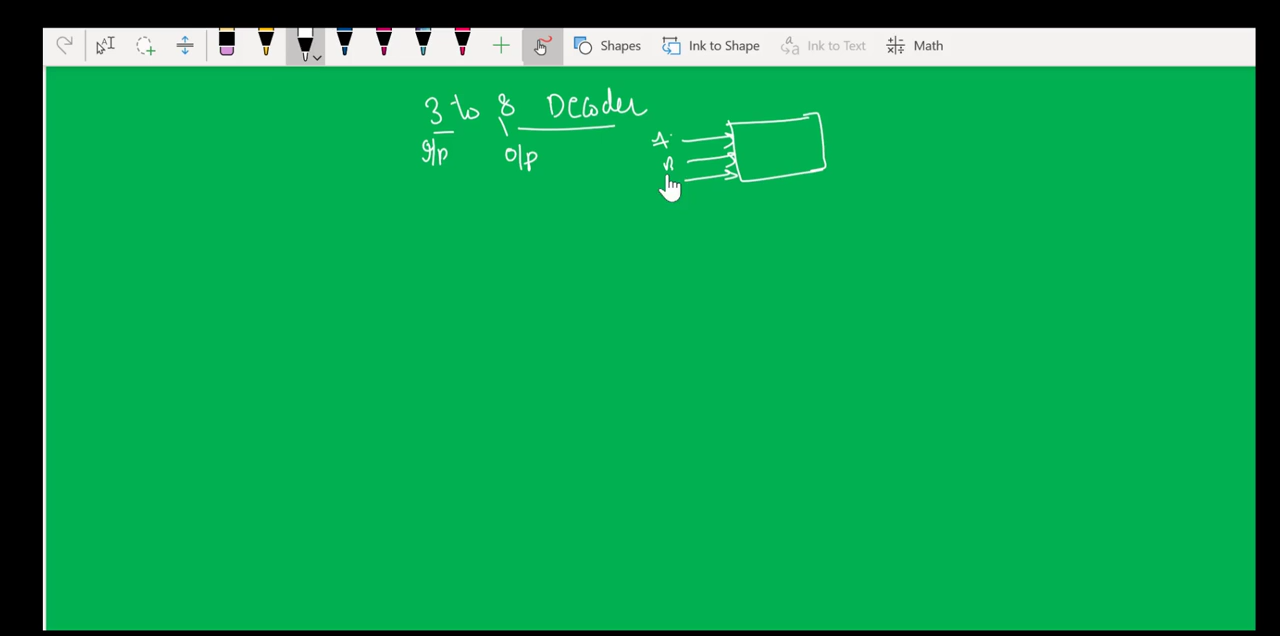 Shapes Ink to Shape Ink to Text Math
3 to 8 Decoder
I/p O/p
A